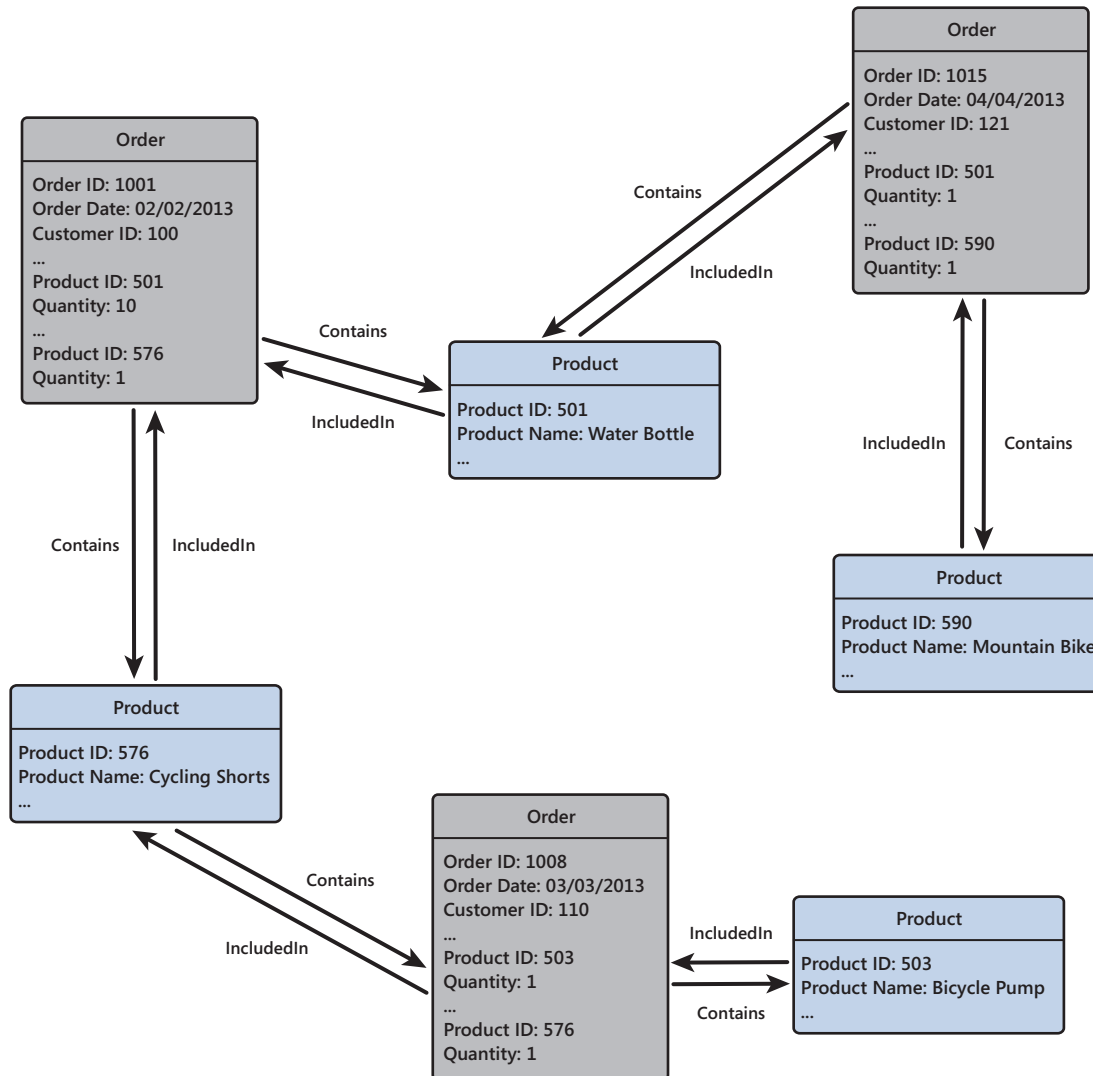 Order
Order ID: 1015
Order Date: 04/04/2013
Customer ID: 121
...
Product ID: 501
Quantity: 1
...
Product ID: 590
Quantity: 1
Order
Order ID: 1001
Order Date: 02/02/2013
Customer ID: 100
...
Product ID: 501
Quantity: 10
...
Product ID: 576
Quantity: 1
Contains
IncludedIn
Contains
IncludedIn
Product
Product ID: 501
Product Name: Water Bottle
...
IncludedIn
Contains
Contains
IncludedIn
Product
Product ID: 590
Product Name: Mountain Bike
...
Product
Product ID: 576
Product Name: Cycling Shorts
...
Contains
IncludedIn
Order
Order ID: 1008
Order Date: 03/03/2013
Customer ID: 110
...
Product ID: 503
Quantity: 1
...
Product ID: 576
Quantity: 1
IncludedIn
Contains
Product
Product ID: 503
Product Name: Bicycle Pump
...